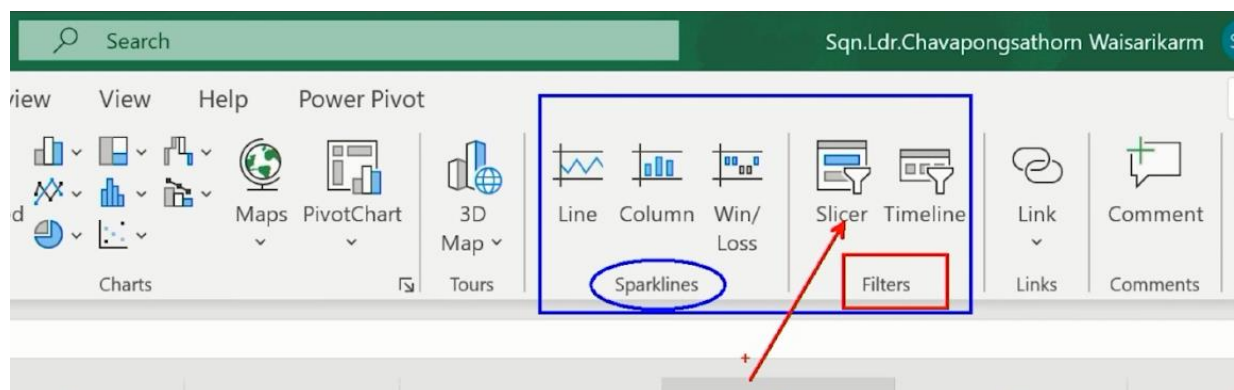 Search
Sqn.Ldr.Chavapongsathorn Waisarikarm
View Help Power Pivot
Maps PivotChart 3D Map Line Column Win/ Loss Slicer Timeline Link Comment
Charts Tours Sparklines Filters Links Comments